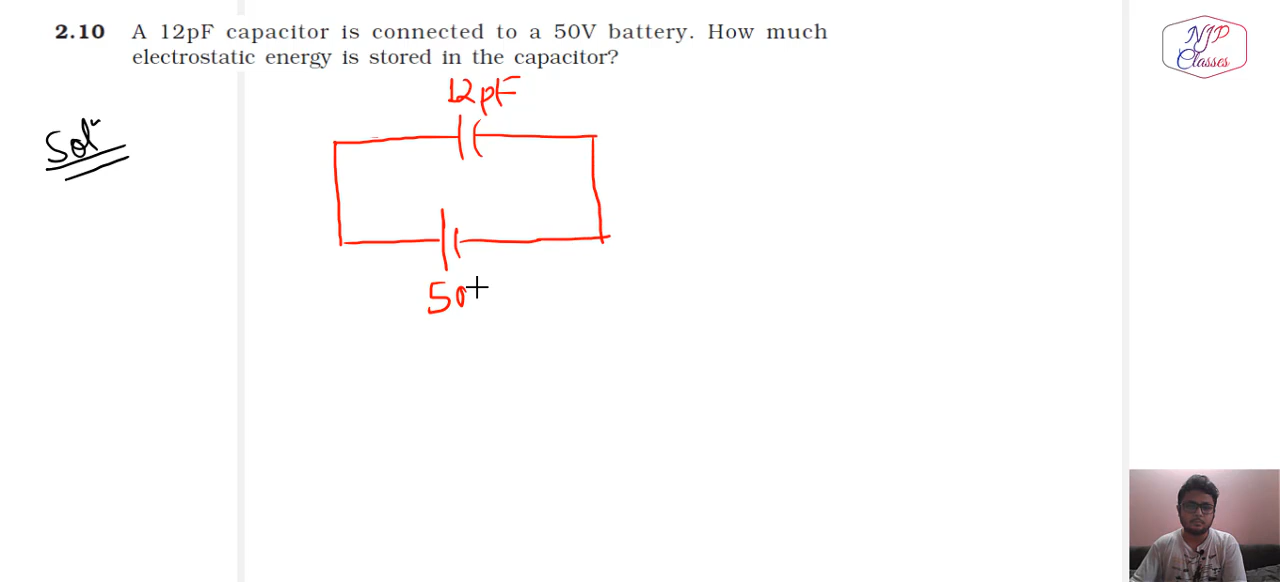 2.10 A 12pF capacitor is connected to a 50V battery. How much
electrostatic energy is stored in the capacitor?
NJP
Classes
12pF
Solⁿ
50